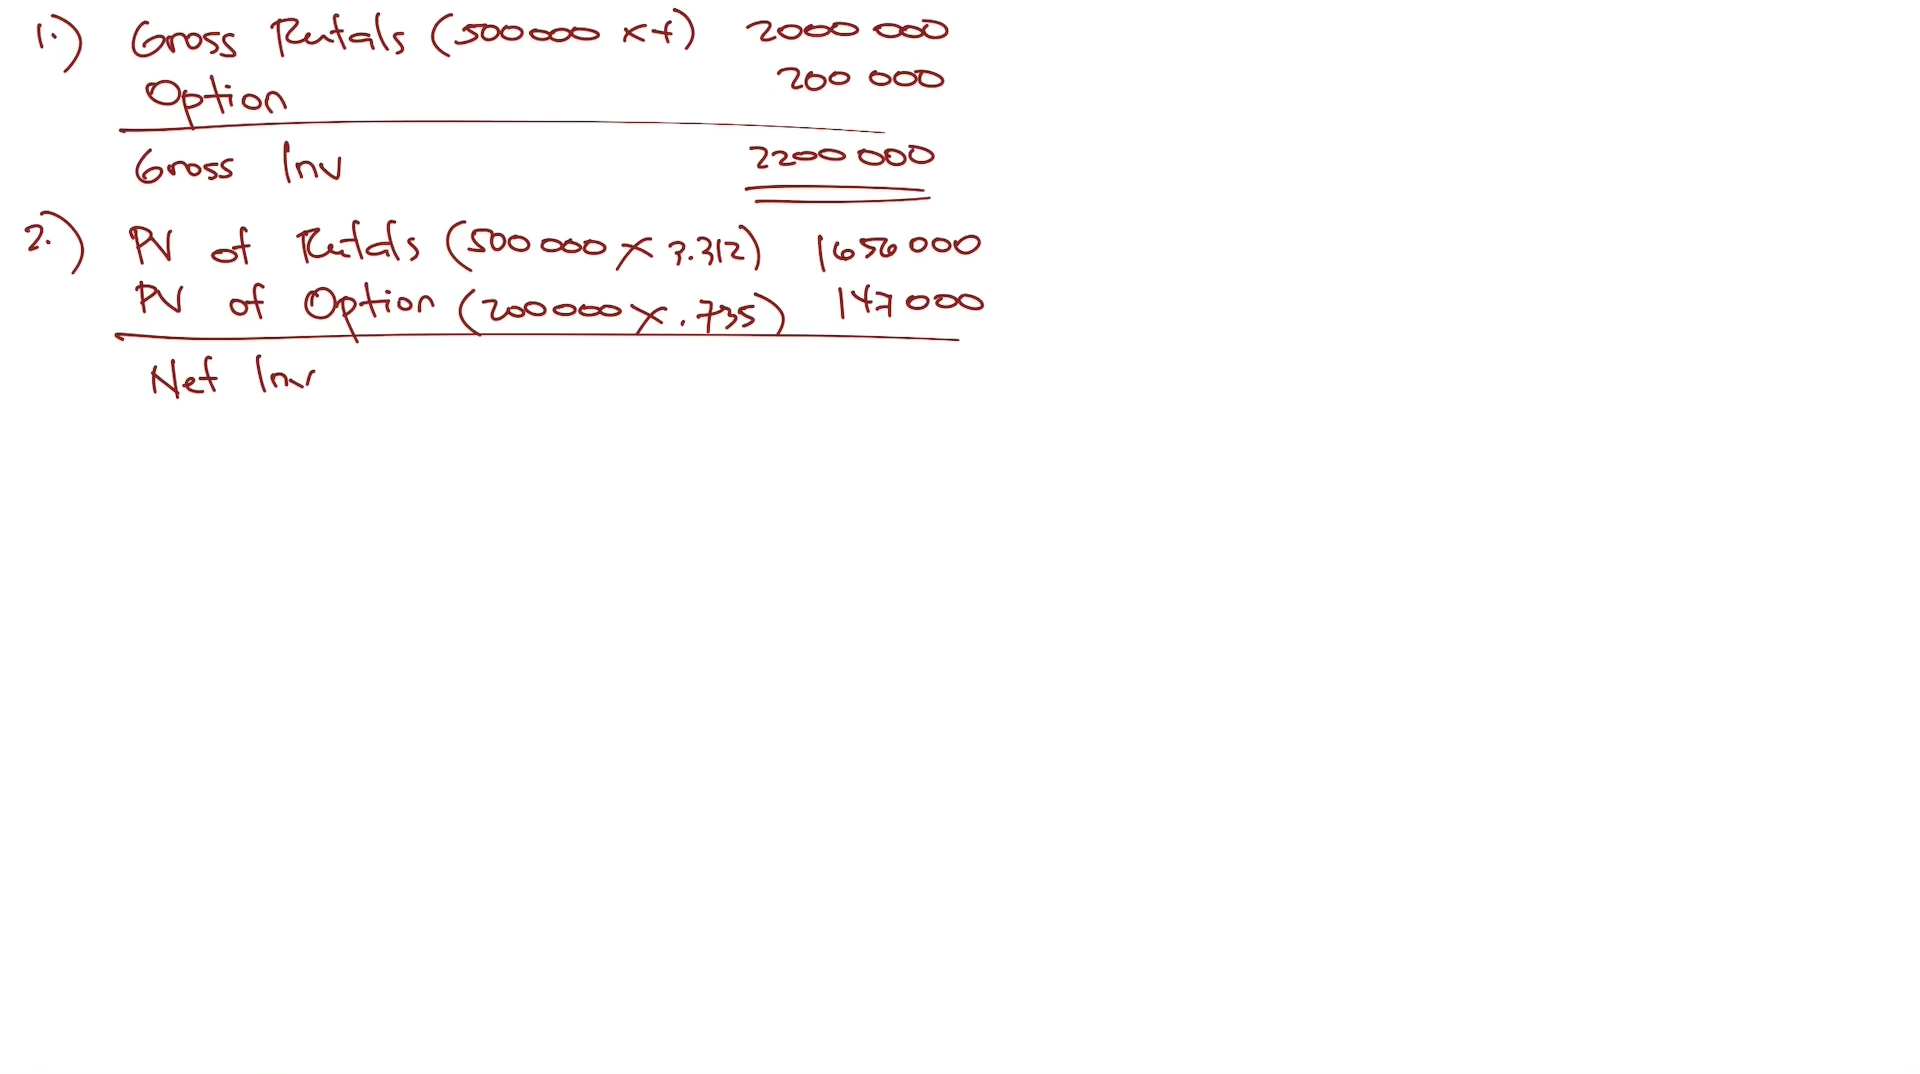 1.) Gross Rentals (500000 x 4) 2000 000
Option 200 000
Gross Inv 2200 000
2.) PV of Rentals (500 000 x 3.312) 1656 000
PV of Option (200000 x .735) 147 000
Net Inv